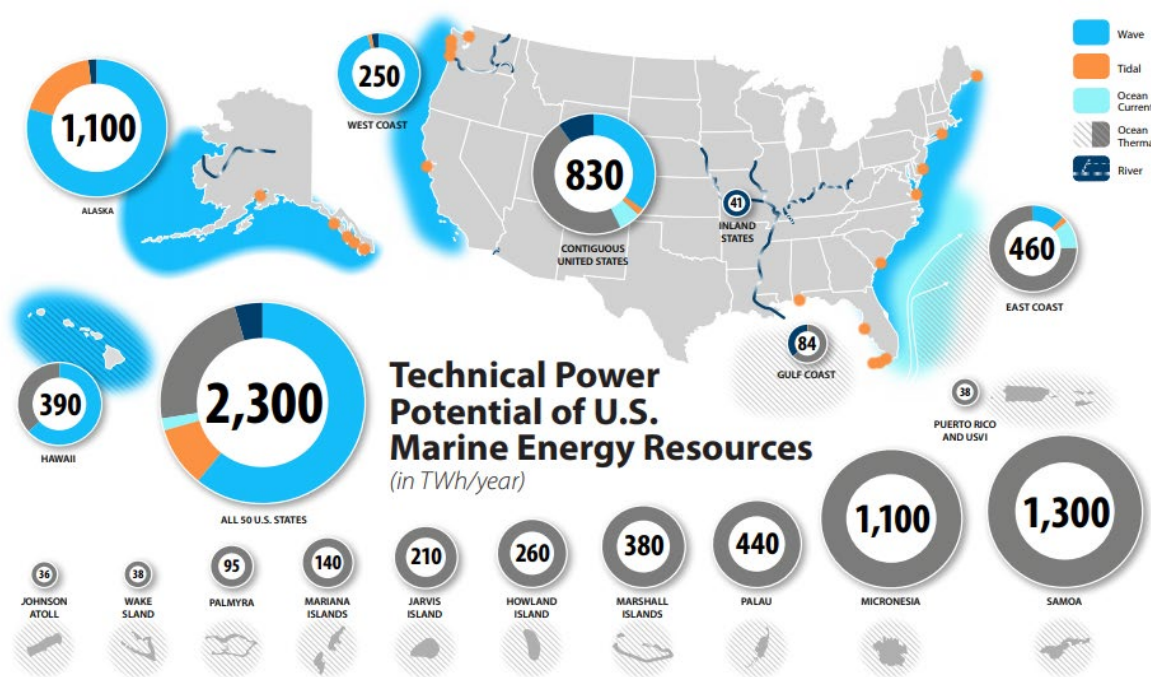 Wave
Tidal
Ocean
Current
Ocean
Therma
River
1,100
ALASKA
250
WEST COAST
830
CONTIGUOUS
UNITED STATES
41
INLAND
STATES
460
EAST COAST
84
GULF COAST
390
HAWAII
2,300
ALL 50 U.S. STATES
Technical Power
Potential of U.S.
Marine Energy Resources
(in TWh/year)
38
PUERTO RICO
AND USVI
36
JOHNSON
ATOLL
38
WAKE
SLAND
95
PALMYRA
140
MARIANA
ISLANDS
210
JARVIS
ISLAND
260
HOWLAND
ISLAND
380
MARSHALL
ISLANDS
440
PALAU
1,100
MICRONESIA
1,300
SAMOA